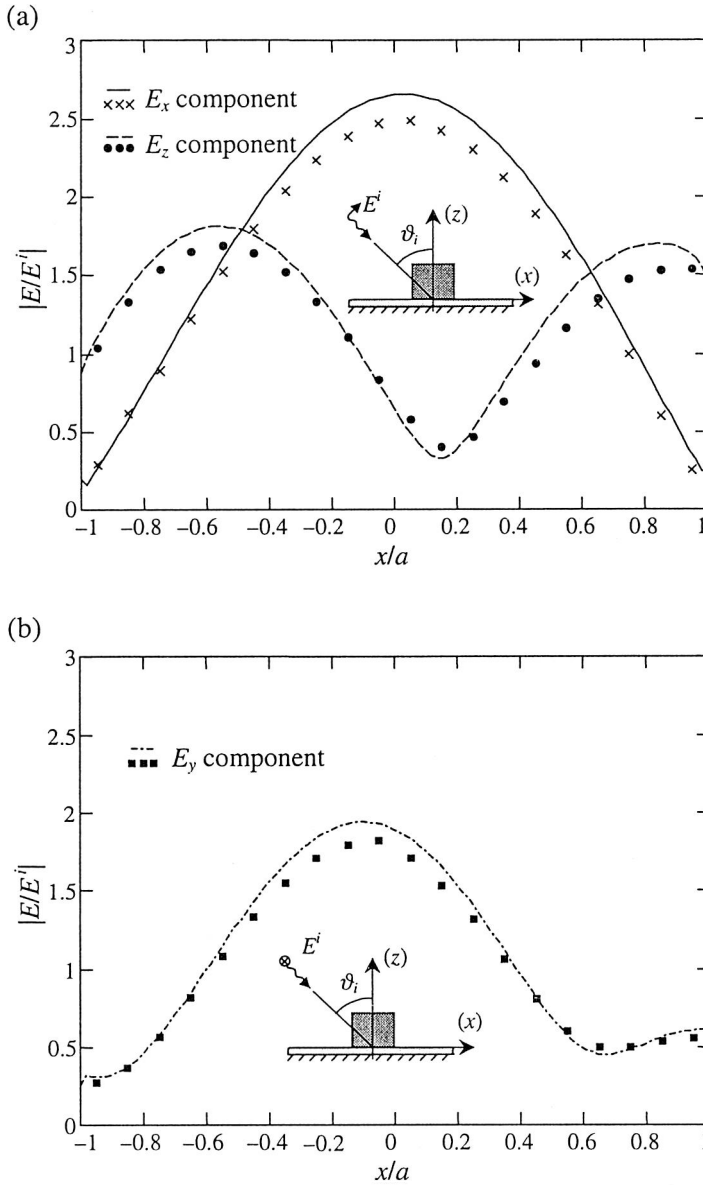 (a)
3
2.5
2
1.5
1
0.5
0
××× E_x component
●●● E_z component
E^i
ϑ_i
(z)
(x)
|E/E^i|
−1 −0.8 −0.6 −0.4 −0.2 0 0.2 0.4 0.6 0.8 1
x/a
(b)
3
2.5
2
1.5
1
0.5
0
■■■ E_y component
E^i
ϑ_i
(z)
(x)
|E/E^i|
−1 −0.8 −0.6 −0.4 −0.2 0 0.2 0.4 0.6 0.8 1
x/a